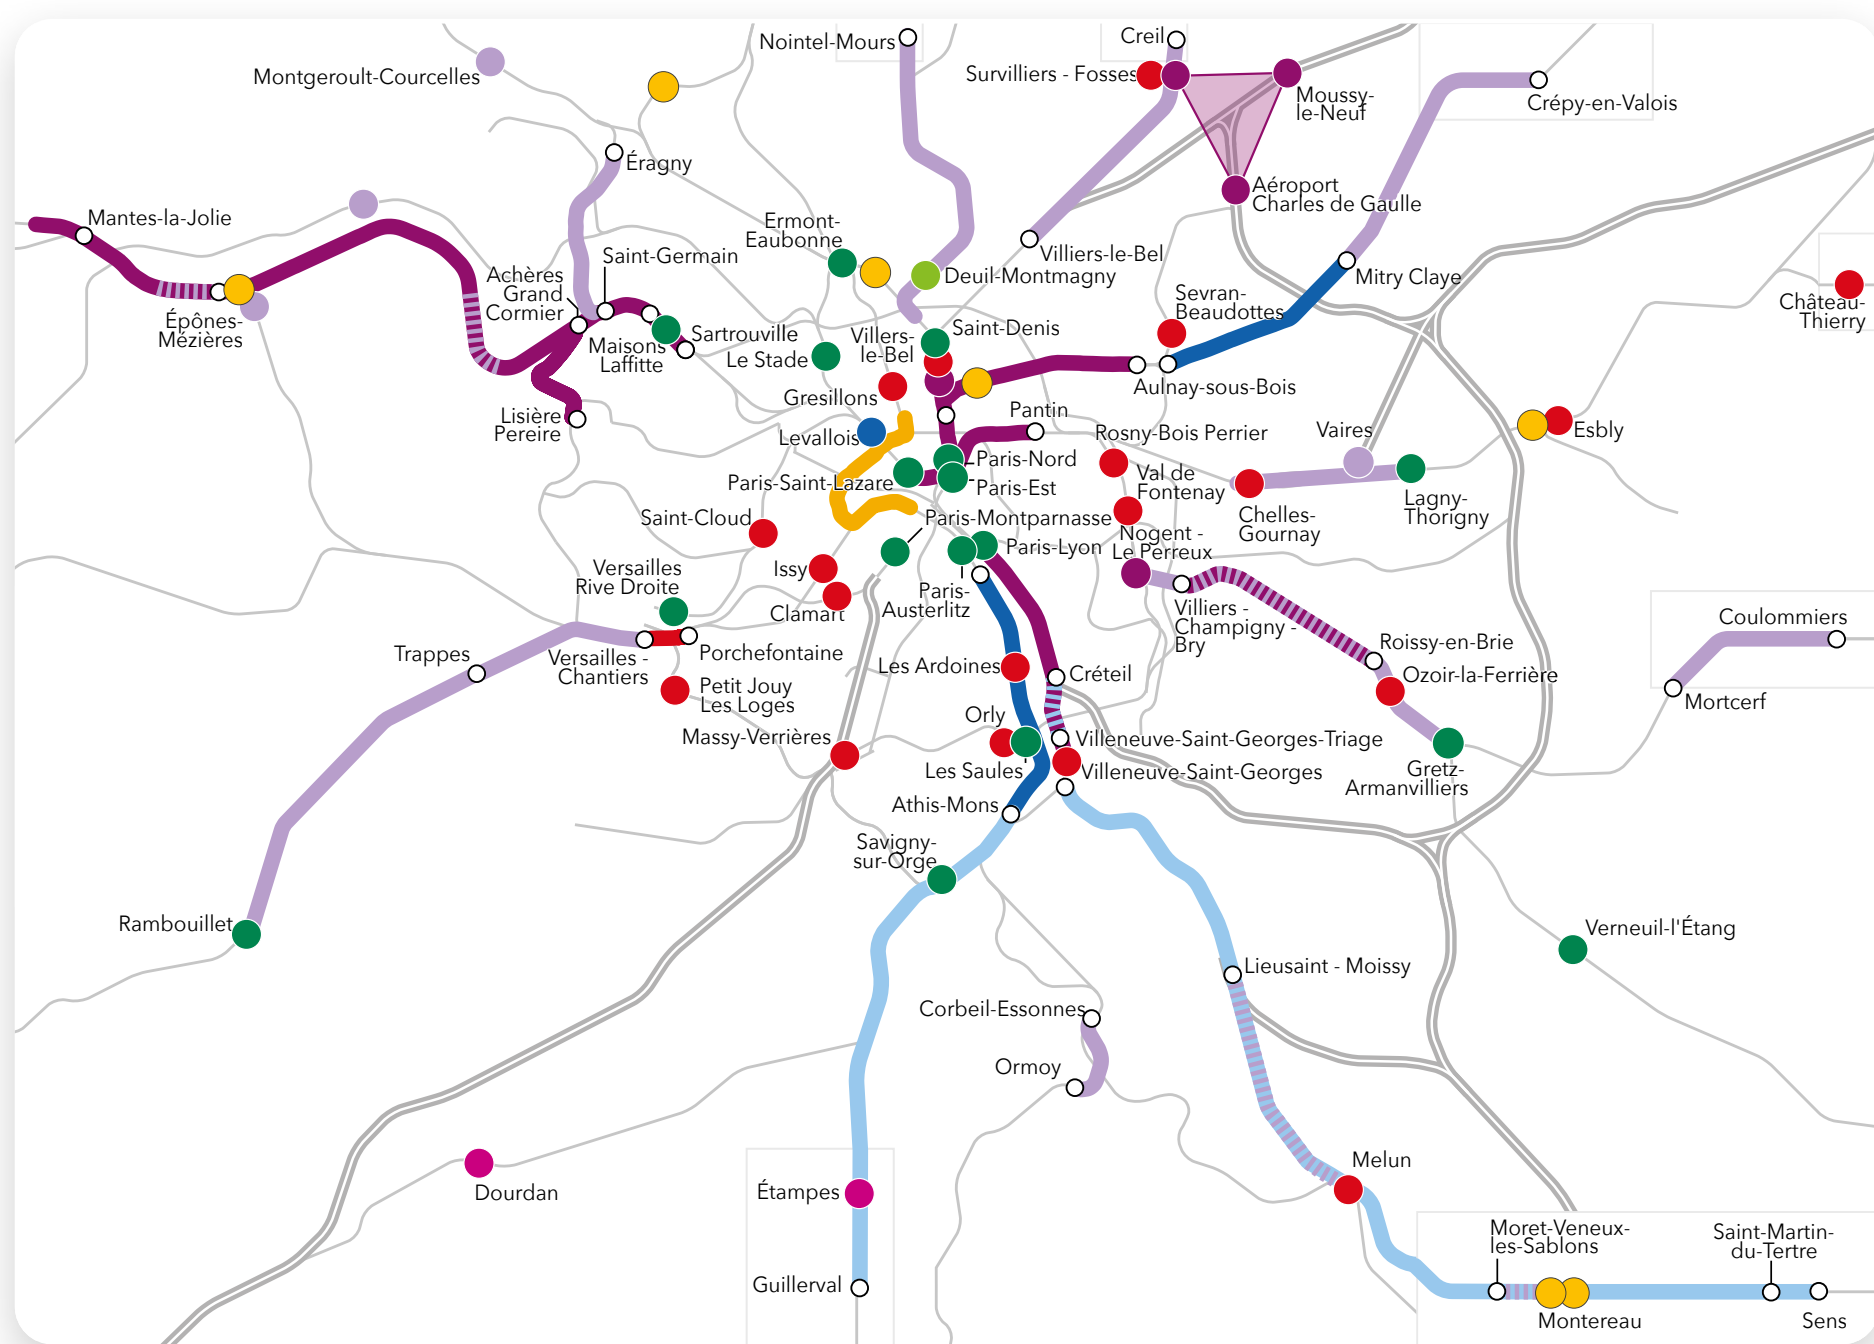 Nointel-Mours
Creil
Montgeroult-Courcelles
Survilliers - Fosses
Moussy-
le-Neuf
Crépy-en-Valois
Éragny
Aéroport
Charles de Gaulle
Mantes-la-Jolie
Ermont-
Eaubonne
Saint-Germain
Villiers-le-Bel
Deuil-Montmagny
Mitry Claye
Achères
Grand
Cormier
Sevran-
Beaudottes
Château-
Thierry
Épônes-
Mézières
Maisons
Laffitte
Sartrouville
Le Stade
Villers-
le-Bel
Saint-Denis
Aulnay-sous-Bois
Gresillons
Lisière
Pereire
Levallois
Pantin
Rosny-Bois Perrier
Vaires
Esbly
Paris-Nord
Paris-Saint-Lazare
Paris-Est
Val de
Fontenay
Lagny-
Thorigny
Saint-Cloud
Paris-Montparnasse
Chelles-
Gournay
Nogent -
Le Perreux
Paris-Lyon
Versailles
Rive Droite
Issy
Clamart
Paris-
Austerlitz
Villiers -
Champigny -
Bry
Coulommiers
Trappes
Versailles -
Chantiers
Porchefontaine
Roissy-en-Brie
Les Ardoines
Créteil
Ozoir-la-Ferrière
Petit Jouy
Les Loges
Mortcerf
Orly
Massy-Verrières
Villeneuve-Saint-Georges-Triage
Les Saules
Villeneuve-Saint-Georges
Gretz-
Armanvilliers
Athis-Mons
Savigny-
sur-Orge
Rambouillet
Verneuil-l'Étang
Lieusaint - Moissy
Corbeil-Essonnes
Ormoy
Melun
Dourdan
Étampes
Moret-Veneux-
les-Sablons
Saint-Martin-
du-Tertre
Guillerval
Montereau
Sens